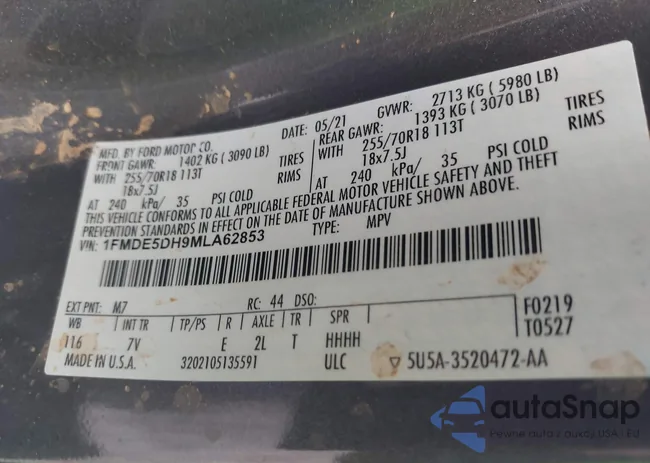 MFD. BY FORD MOTOR CO.
DATE: 05/21 GVWR: 2713 KG ( 5980 LB)
FRONT GAWR: 1402 KG ( 3090 LB) REAR GAWR: 1393 KG ( 3070 LB)
WITH 255/70R18 113T TIRES WITH 255/70R18 113T TIRES
18x7.5J RIMS 18x7.5J RIMS
AT 240 kPa/ 35 PSI COLD AT 240 kPa/ 35 PSI COLD
THIS VEHICLE CONFORMS TO ALL APPLICABLE FEDERAL MOTOR VEHICLE SAFETY AND THEFT
PREVENTION STANDARDS IN EFFECT ON THE DATE OF MANUFACTURE SHOWN ABOVE.
VIN: 1FMDE5DH9MLA62853 TYPE: MPV
EXT PNT: M7 RC: 44 DSO: F0219
WB INT TR TP/PS R AXLE TR SPR T0527
116 7V E 2L T HHHH
MADE IN U.S.A. 3202105135591 ULC 5U5A-3520472-AA
autaSnap
Pewne auta z aukcji USA i EU